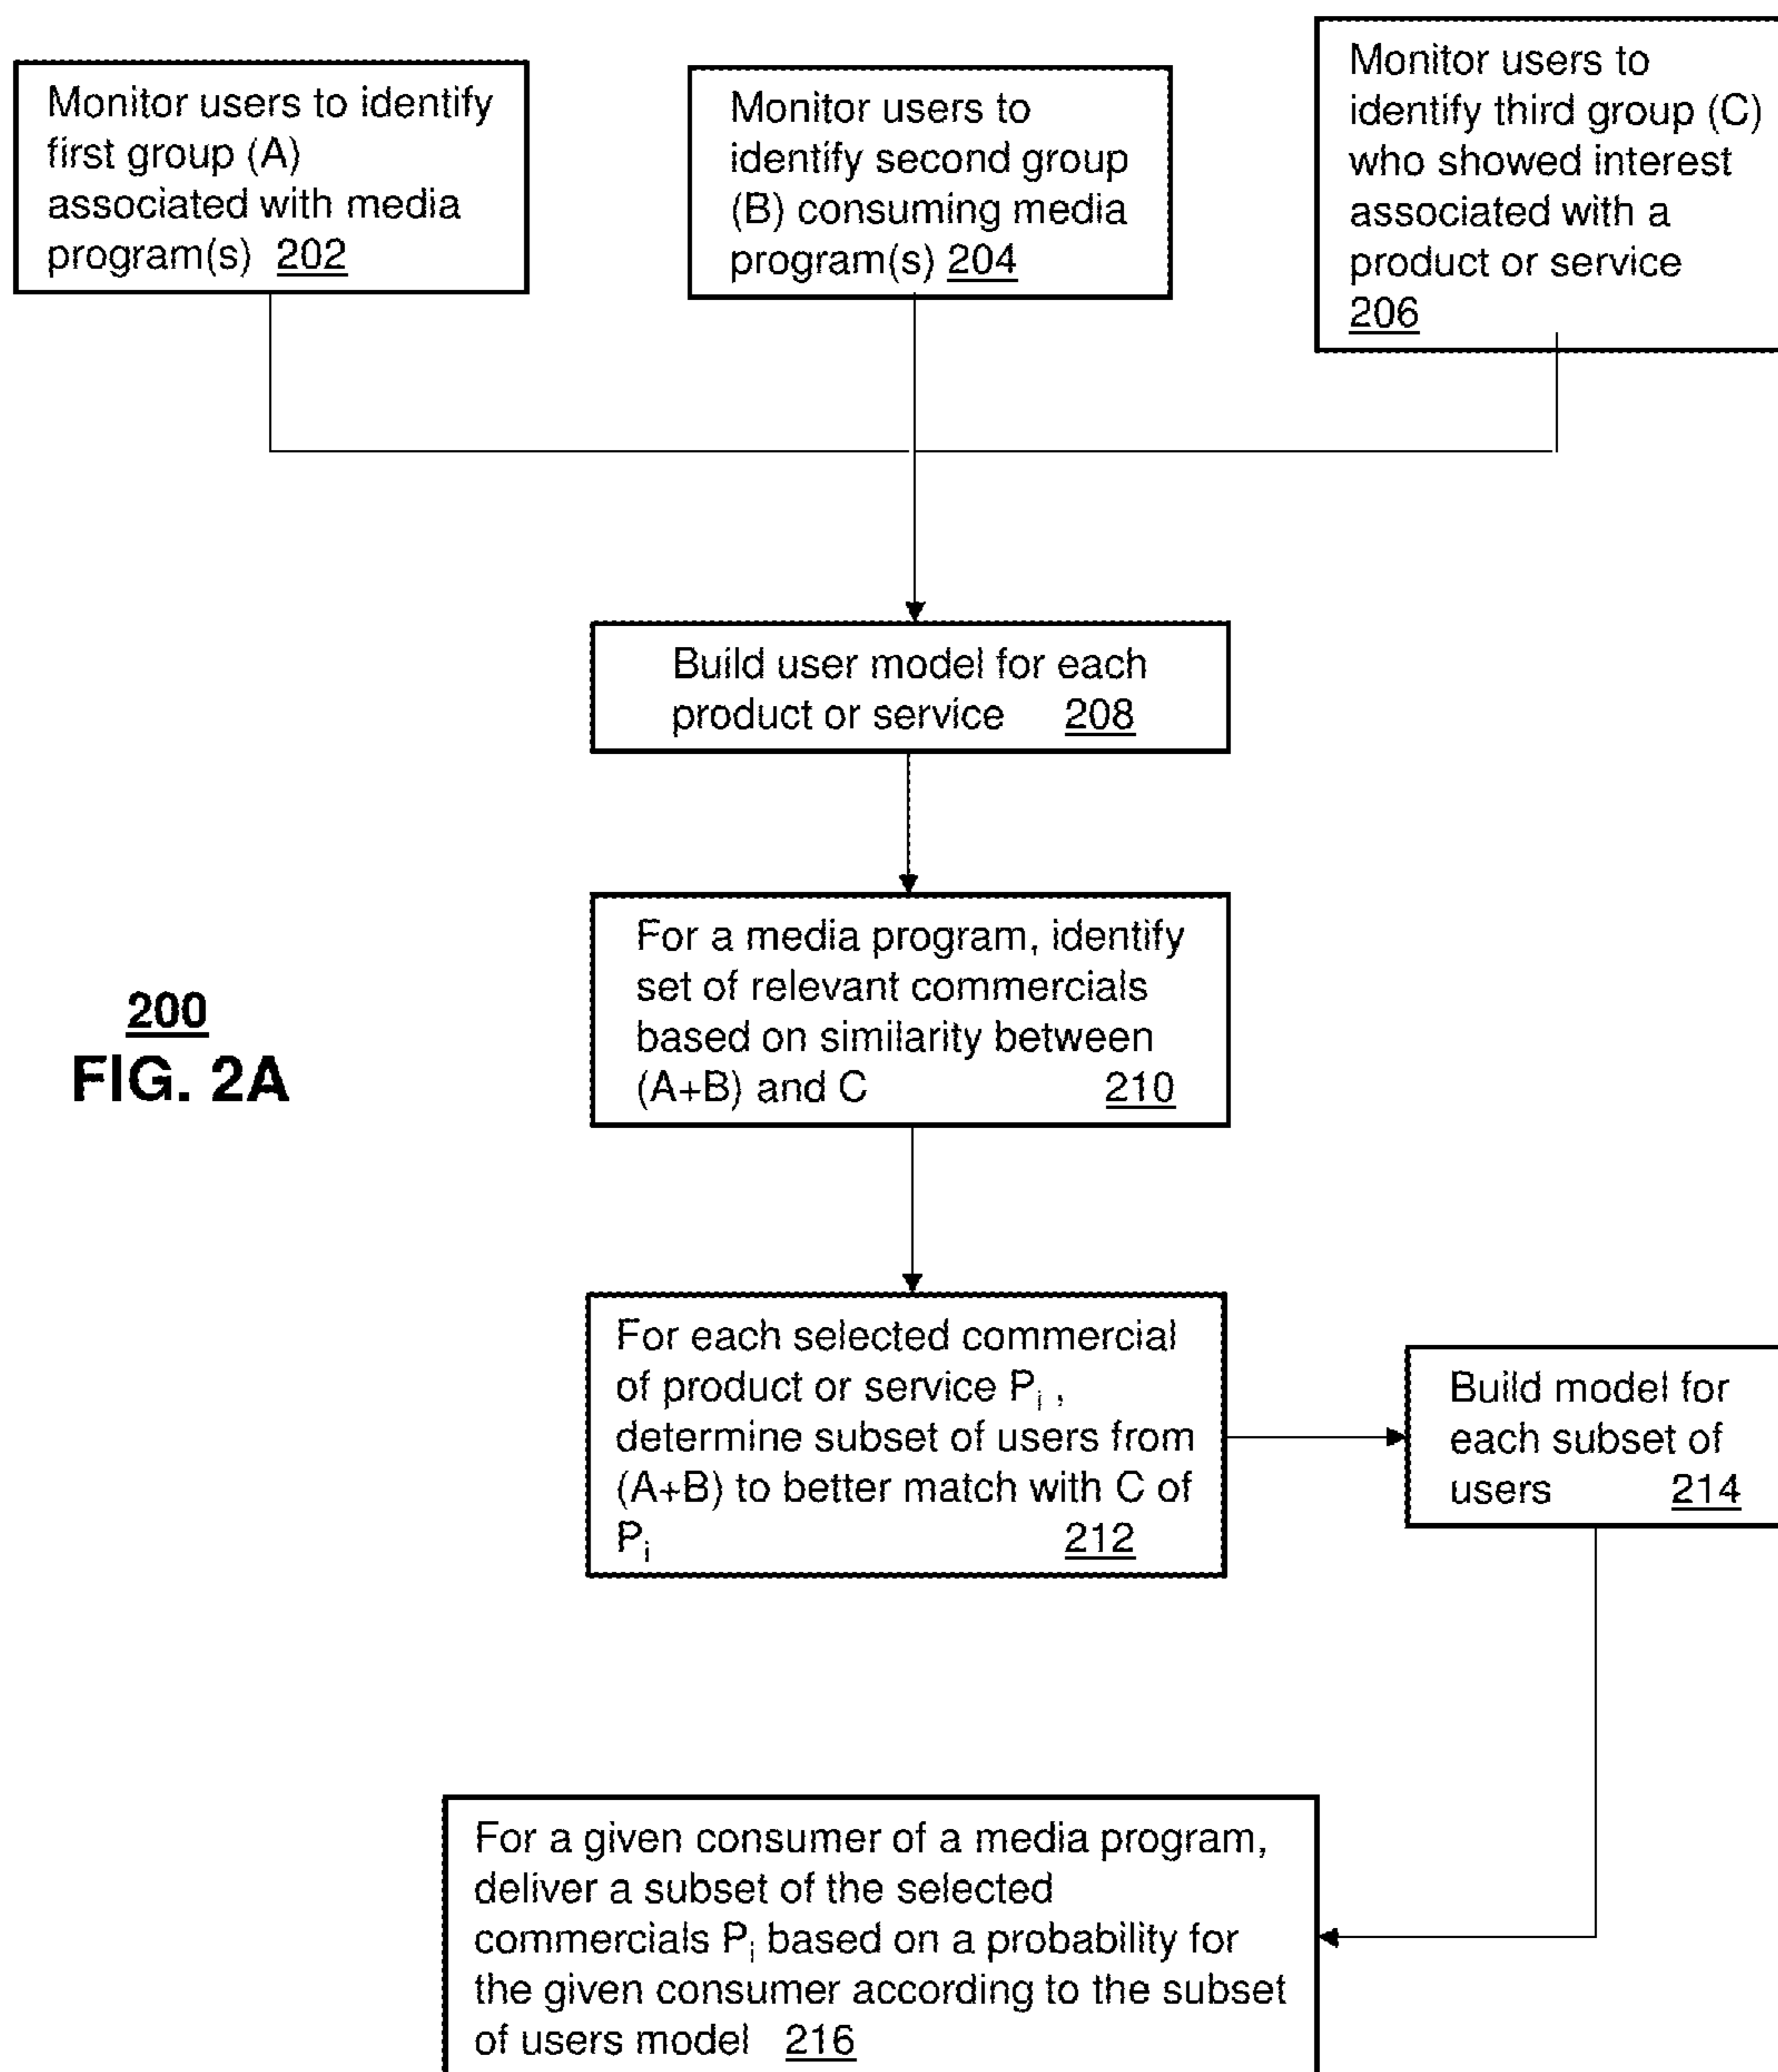 Monitor users to identify
first group (A)
associated with media
program(s) 202
Monitor users to
identify second group
(B) consuming media
program(s) 204
Monitor users to
identify third group (C)
who showed interest
associated with a
product or service
206
Build user model for each
product or service 208
For a media program, identify
set of relevant commercials
based on similarity between
(A+B) and C 210
200
FIG. 2A
For each selected commercial
of product or service Pi ,
determine subset of users from
(A+B) to better match with C of
Pi 212
Build model for
each subset of
users 214
For a given consumer of a media program,
deliver a subset of the selected
commercials Pi based on a probability for
the given consumer according to the subset
of users model 216